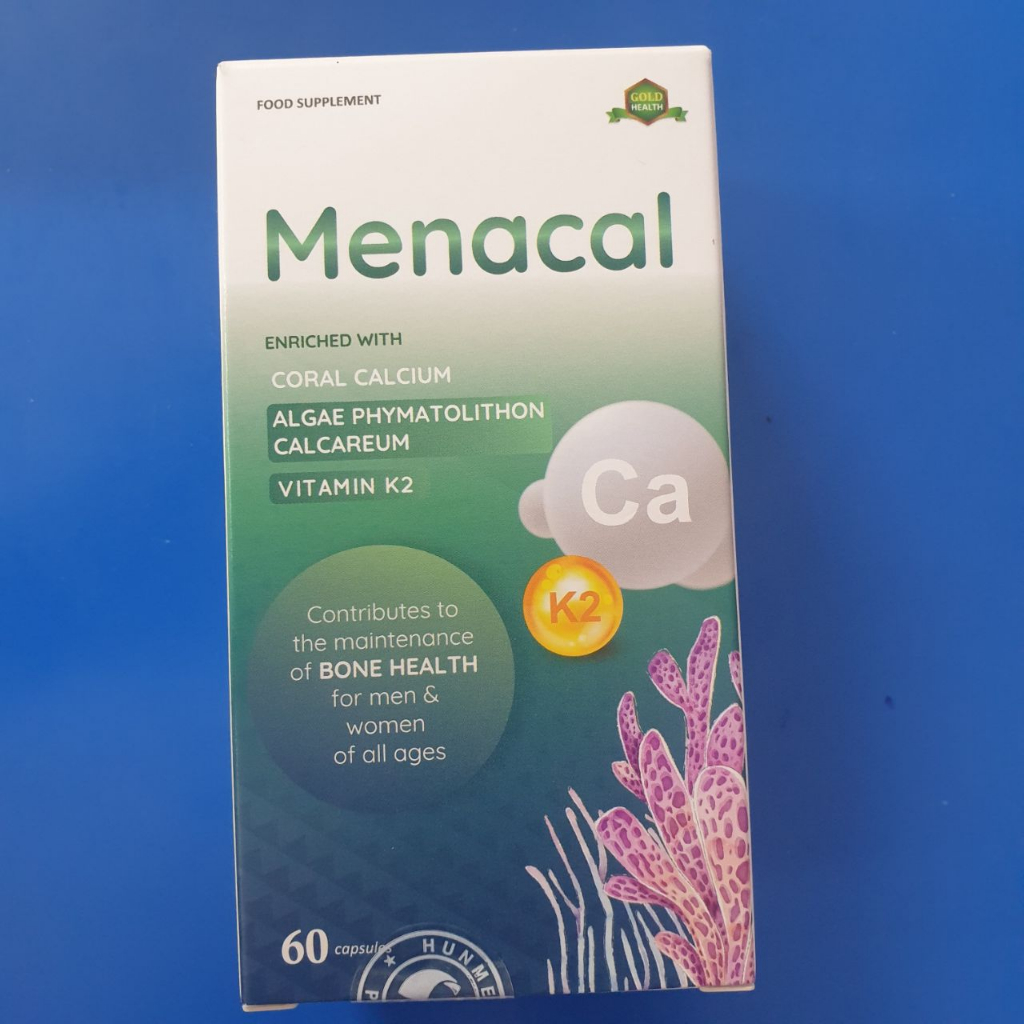 FOOD SUPPLEMENT
GOLD
HEALTH
Menacal
ENRICHED WITH
CORAL CALCIUM
ALGAE PHYMATOLITHON
CALCAREUM
VITAMIN K2
Ca
K2
Contributes to
the maintenance
of BONE HEALTH
for men &
women
of all ages
60 capsules